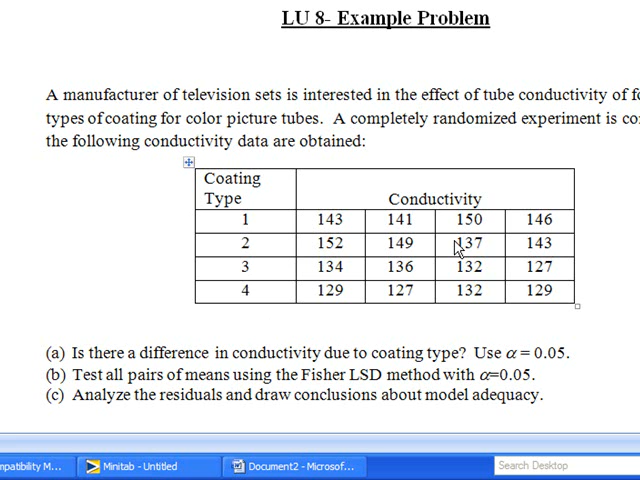 LU 8- Example Problem
A manufacturer of television sets is interested in the effect of tube conductivity of
types of coating for color picture tubes. A completely randomized experiment is
the following conductivity data are obtained:
Coating
Type Conductivity
1 143 141 150 146
2 152 149 137 143
3 134 136 132 127
4 129 127 132 129
(a) Is there a difference in conductivity due to coating type? Use α = 0.05.
(b) Test all pairs of means using the Fisher LSD method with α=0.05.
(c) Analyze the residuals and draw conclusions about model adequacy.
mpatibility M... Minitab - Untitled Document2 - Microsof... Search Desktop